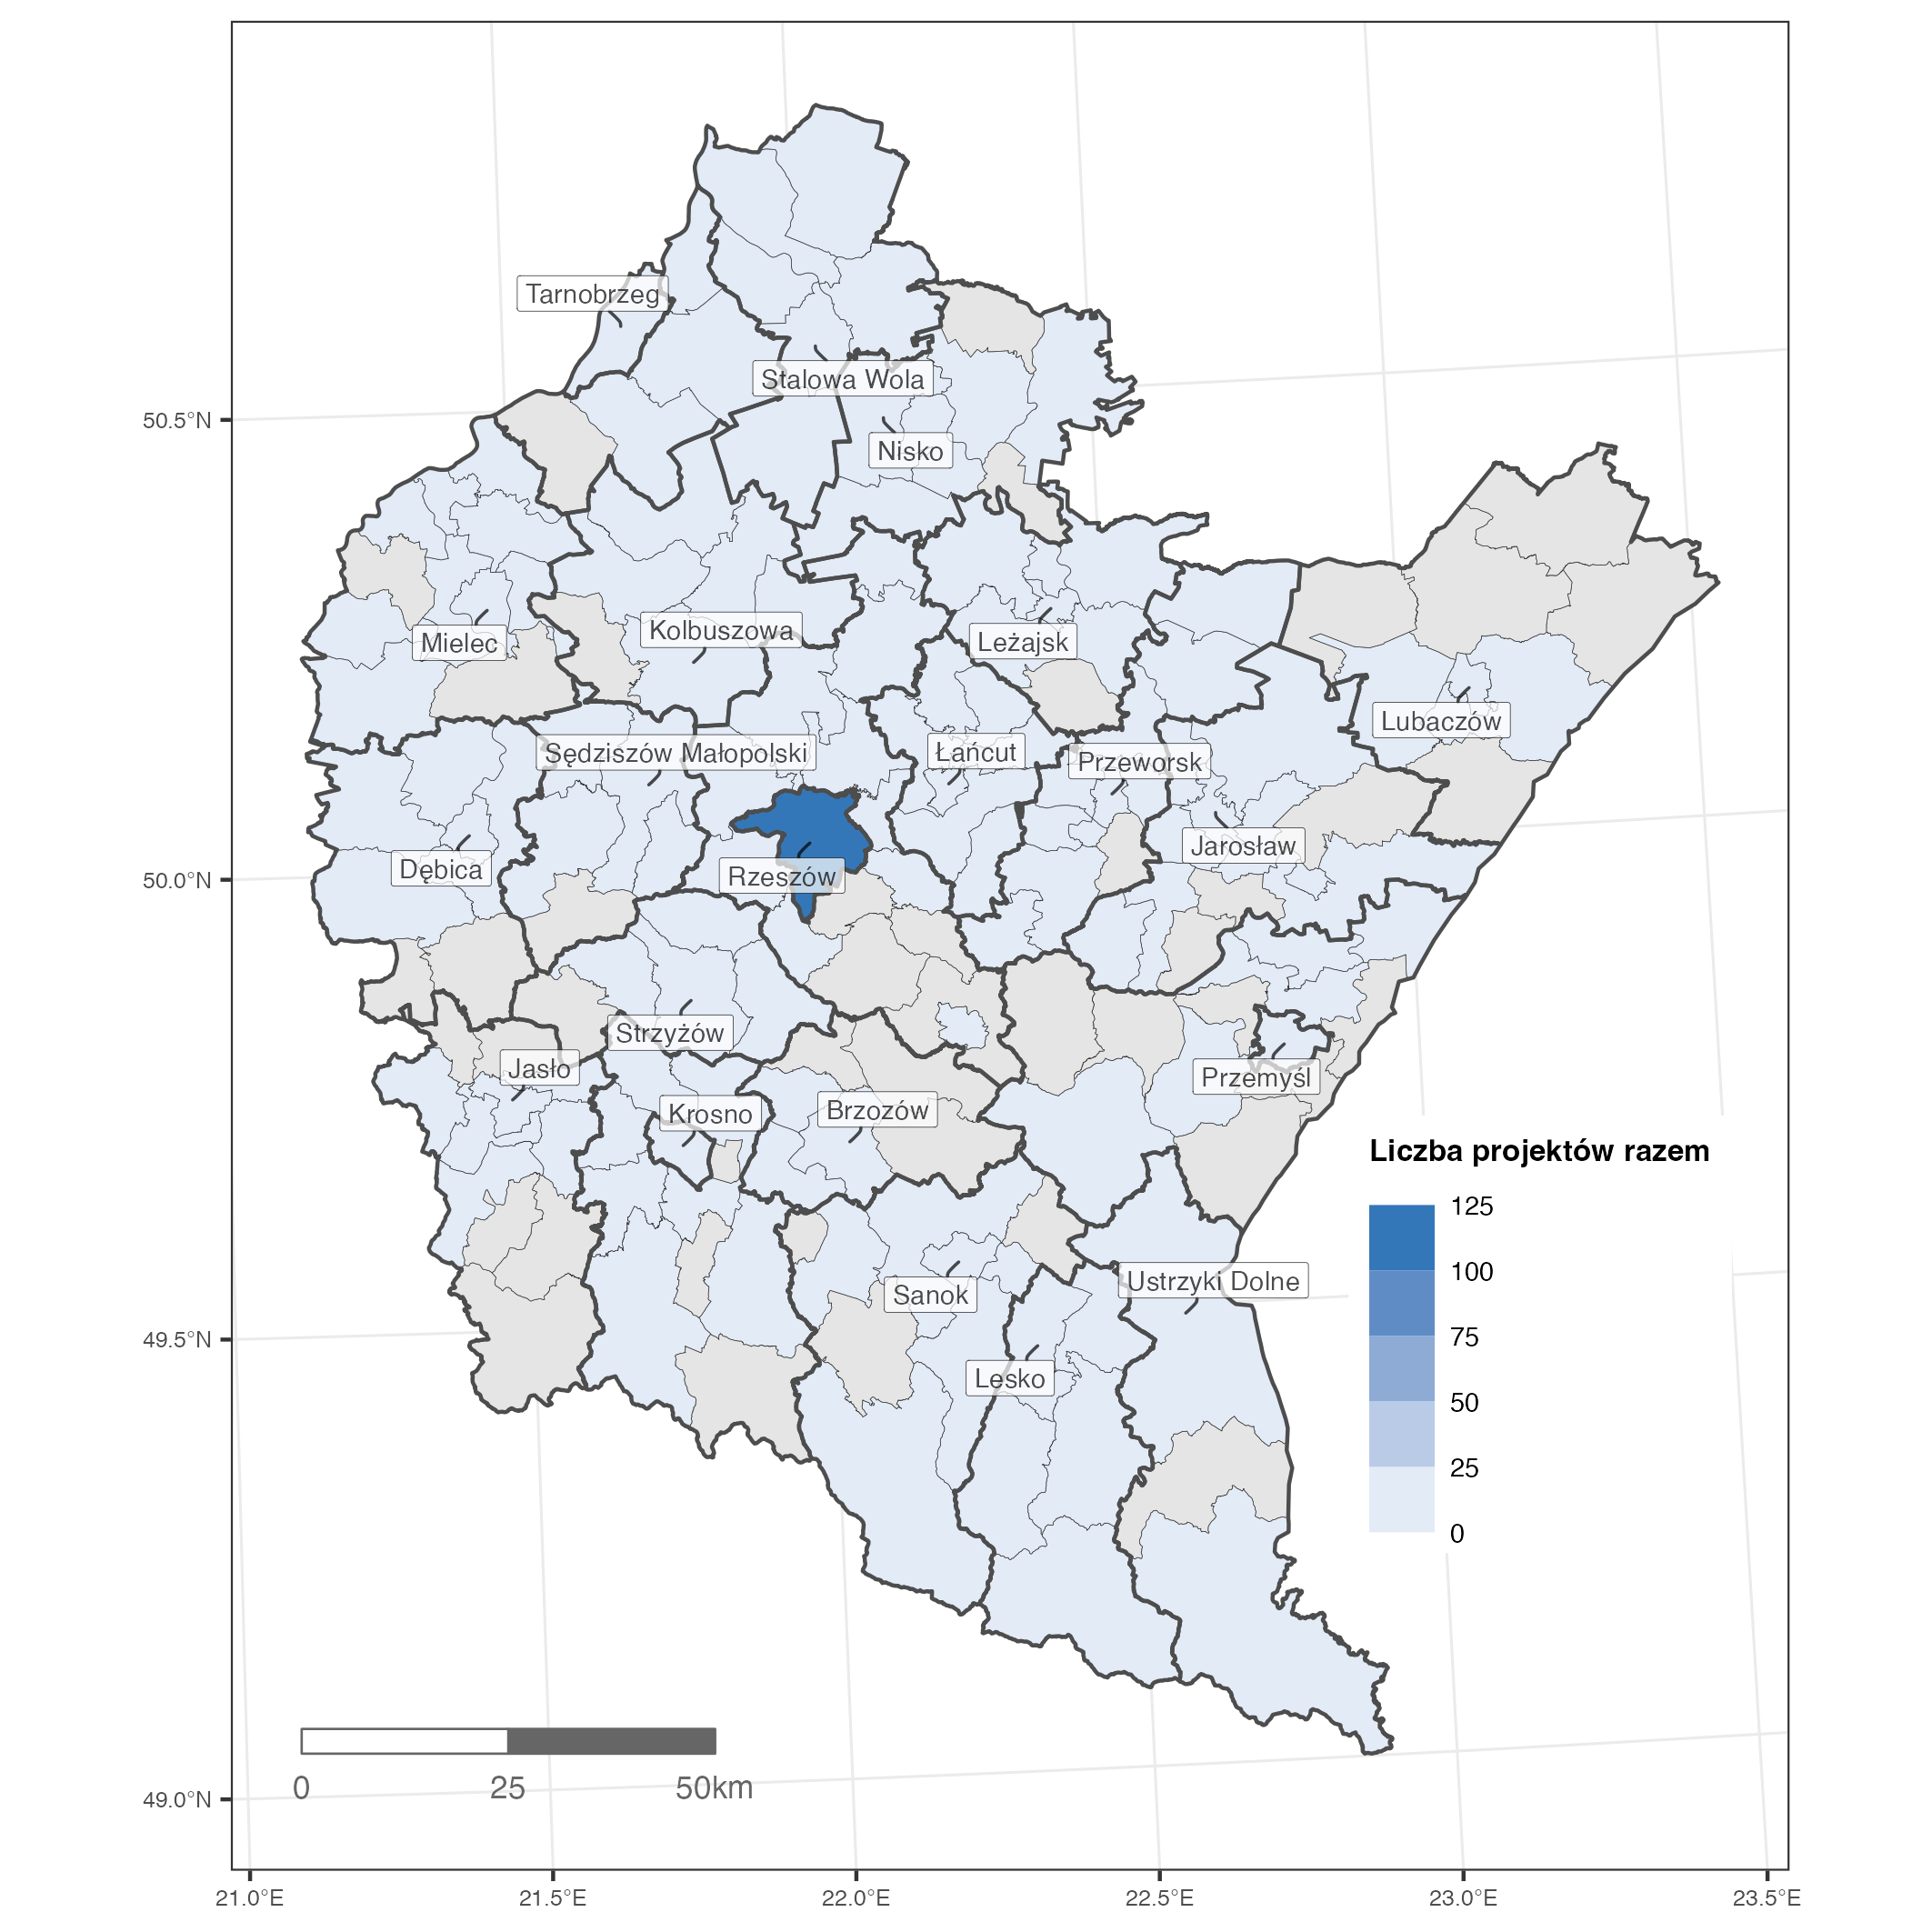 Tarnobrzeg
Stalowa Wola
50.5°N
Nisko
Kolbuszowa
Mielec
Leżajsk
Lubaczów
Sędziszów Małopolski
Łańcut
Przeworsk
Jarosław
Dębica
Rzeszów
50.0°N
Strzyżów
Jasło
Przemyśl
Krosno
Brzozów
Liczba projektów razem
125
100
75
50
25
0
Ustrzyki Dolne
Sanok
49.5°N
Lesko
0 25 50km
49.0°N
21.0°E 21.5°E 22.0°E 22.5°E 23.0°E 23.5°E